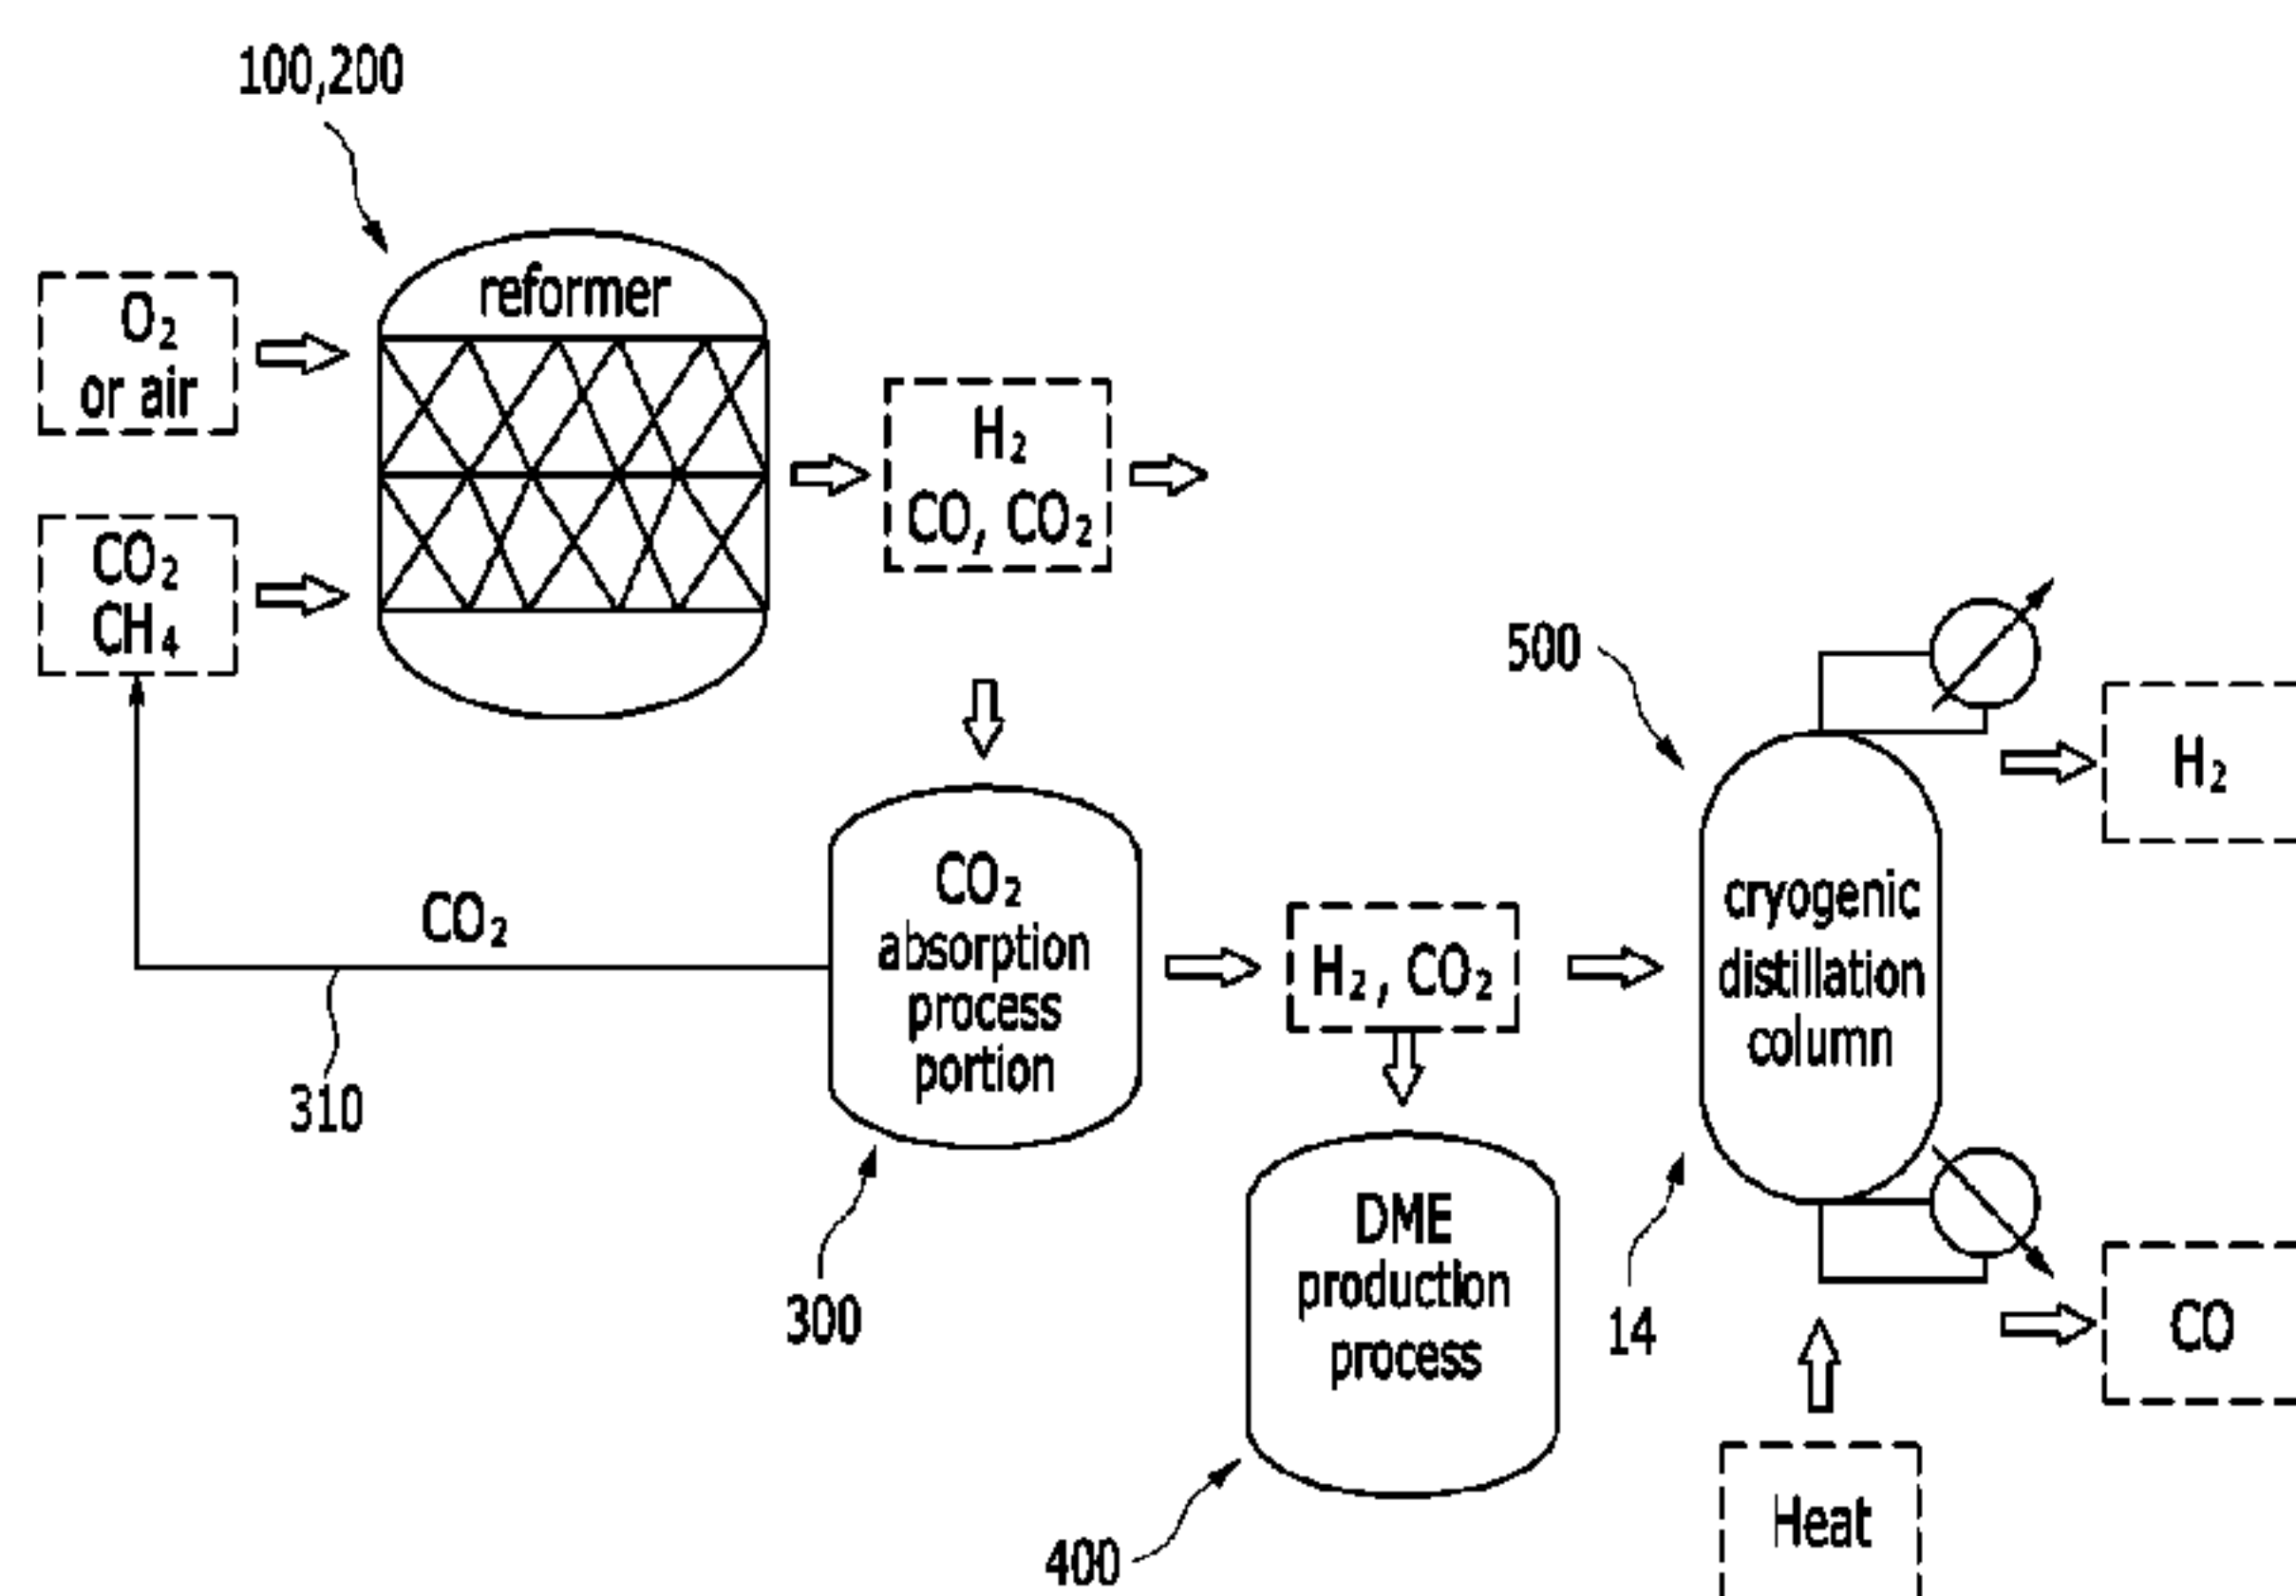 100,200
reformer
O₂
or air
CO₂
CH₄
H₂
CO, CO₂
500
H₂
CO₂
absorption
process
portion
CO₂
310
300
H₂, CO₂
cryogenic
distillation
column
DME
production
process
400
14
CO
Heat